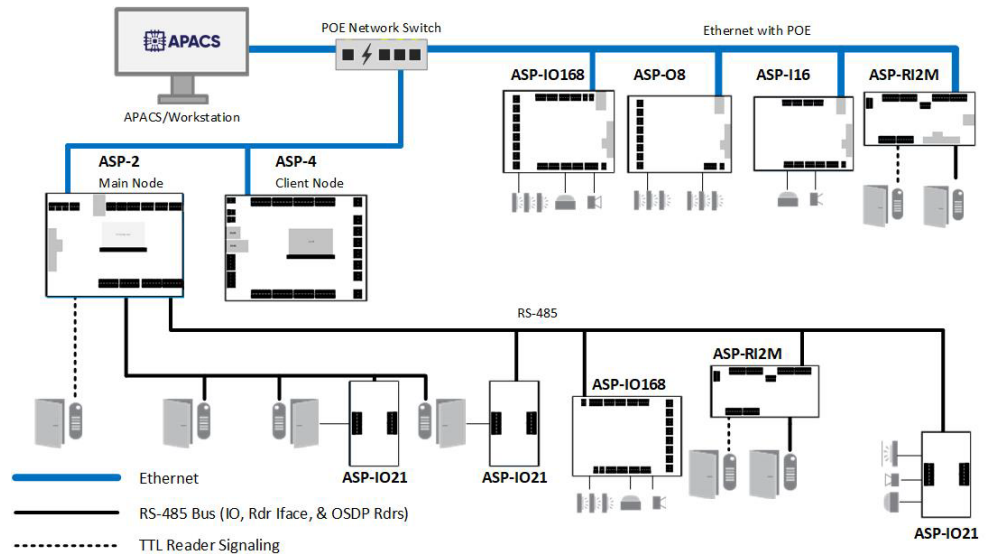 APACS
POE Network Switch
Ethernet with POE
APACS/Workstation
ASP-IO168
ASP-O8
ASP-I16
ASP-RI2M
ASP-2
Main Node
ASP-4
Client Node
RS-485
ASP-RI2M
ASP-IO168
ASP-IO21
ASP-IO21
ASP-IO21
Ethernet
RS-485 Bus (IO, Rdr Iface, & OSDP Rdrs)
TTL Reader Signaling